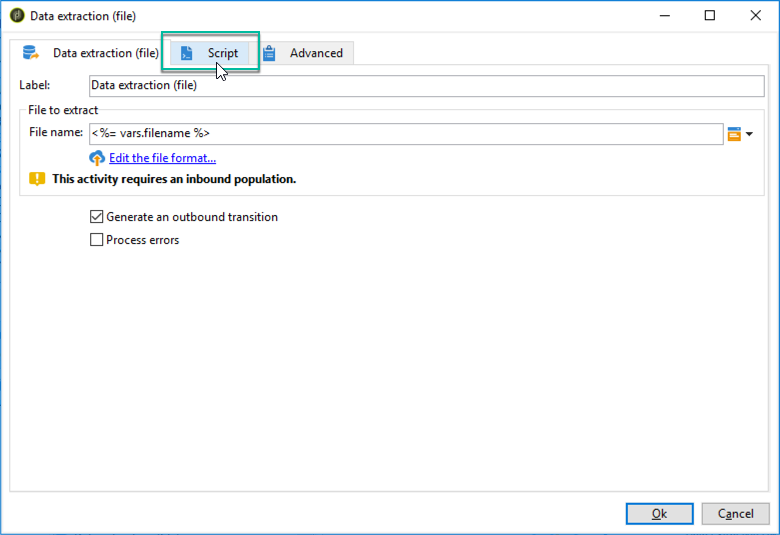 Data extraction (file)
Data extraction (file) Script Advanced
Label: Data extraction (file)
File to extract
File name: <%= vars.filename %>
Edit the file format...
This activity requires an inbound population.
Generate an outbound transition
Process errors
Ok Cancel